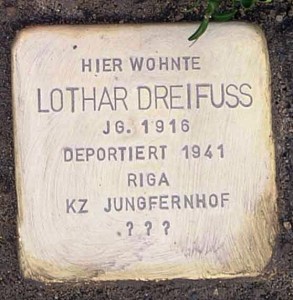 HIER WOHNTE
LOTHAR DREIFUSS
JG. 1916
DEPORTIERT 1941
RIGA
KZ JUNGFERNHOF
? ? ?